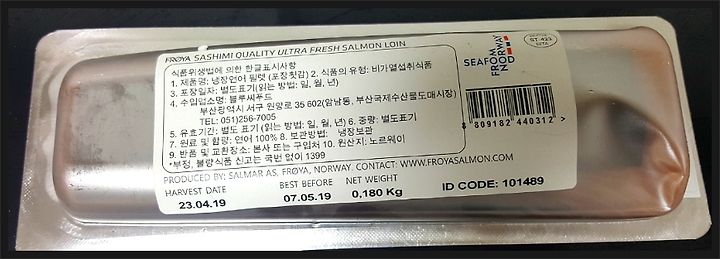 FRØYA SASHIMI QUALITY ULTRA FRESH SALMON LOIN
식품위생법에 의한 한글표시사항
1. 제품명: 냉장연어 필렛 (포장횟감) 2. 식품의 유형: 비가열섭취식품
3. 포장일자: 별도표기(읽는 방법: 일, 월, 년)
4. 수입업소명: 블루씨푸드
부산광역시 서구 원양로 35 602(암남동, 부산국제수산물도매시장)
TEL: 051)256-7005
5. 유효기간: 별도 표기 (읽는 방법: 일, 월, 년) 6. 중량: 별도표기
7. 원료 및 함량: 연어 100% 8. 보관방법: 냉장보관
9. 반품 및 교환장소: 본사 또는 구입처 10. 원산지: 노르웨이
*부정, 불량식품 신고는 국번 없이 1399
PRODUCED BY: SALMAR AS, FRØYA, NORWAY. CONTACT: WWW.FROYASALMON.COM
HARVEST DATE
23.04.19
BEST BEFORE
07.05.19
NET WEIGHT
0.180 Kg
ID CODE: 101489
SEAFOOD
FROM
NORWAY
ST-423
EFTA
8 809182 440312 >